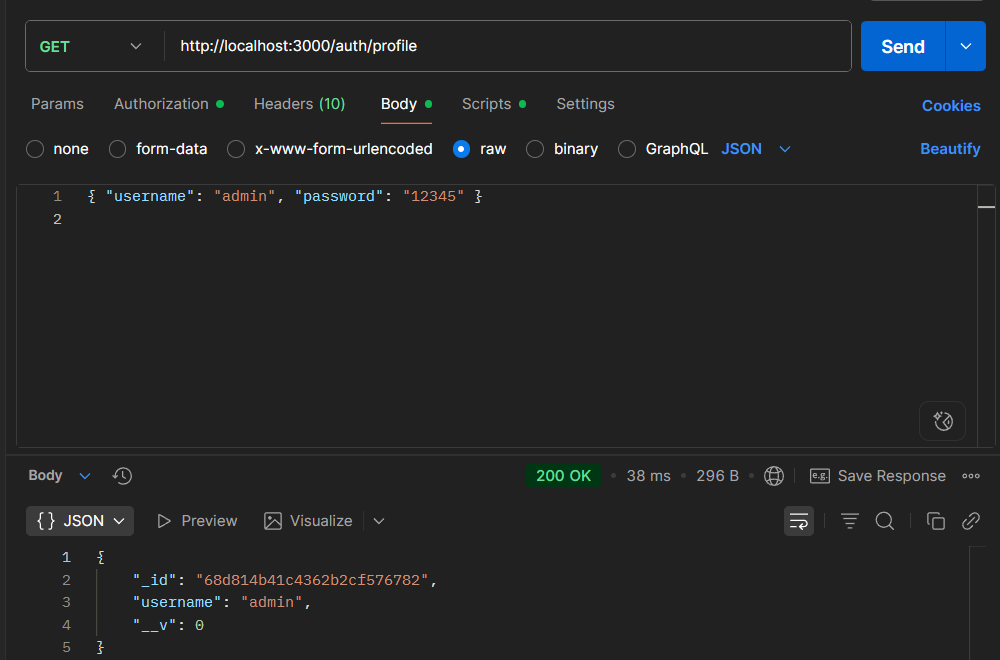 GET http://localhost:3000/auth/profile Send
Params Authorization Headers (10) Body Scripts Settings Cookies
none form-data x-www-form-urlencoded raw binary GraphQL JSON Beautify
1 { "username": "admin", "password": "12345" }
2
Body 200 OK • 38 ms • 296 B • e.g. Save Response
{} JSON Preview Visualize
1 {
2 "_id": "68d814b41c4362b2cf576782",
3 "username": "admin",
4 "__v": 0
5 }